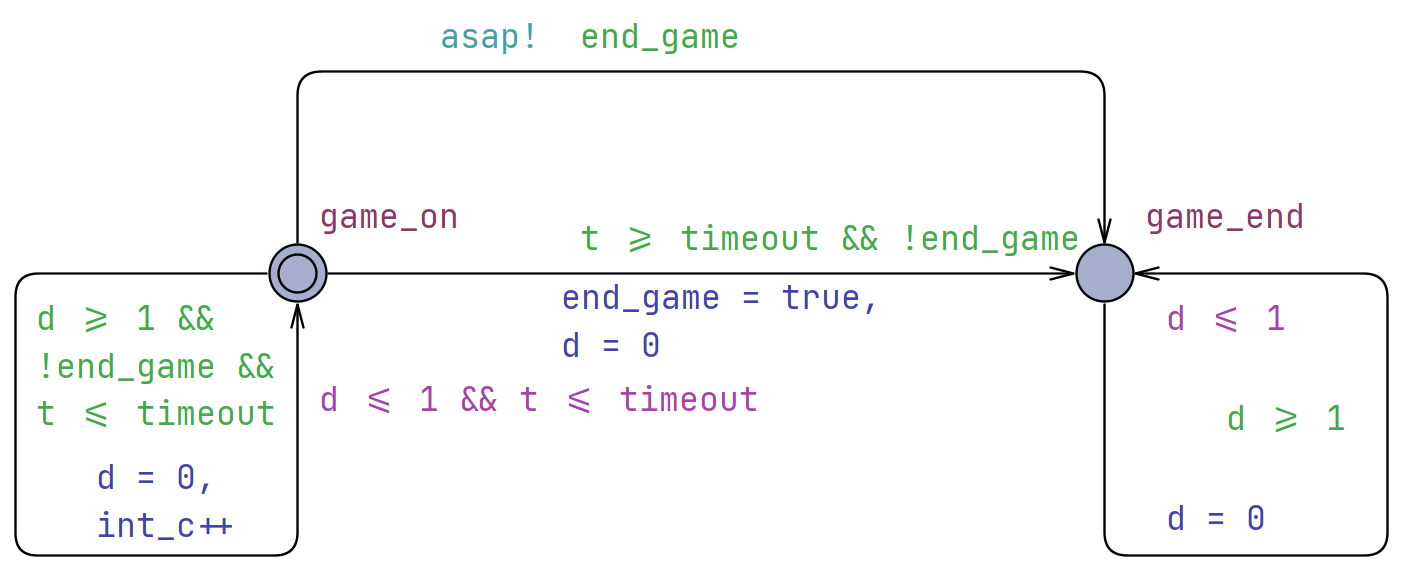 asap! end_game
game_on
game_end
t ⩾ timeout && !end_game
end_game = true,
d = 0
d ⩾ 1 &&
!end_game &&
t ⩽ timeout
d ⩽ 1 && t ⩽ timeout
d = 0,
int_c++
d ⩽ 1
d ⩾ 1
d = 0